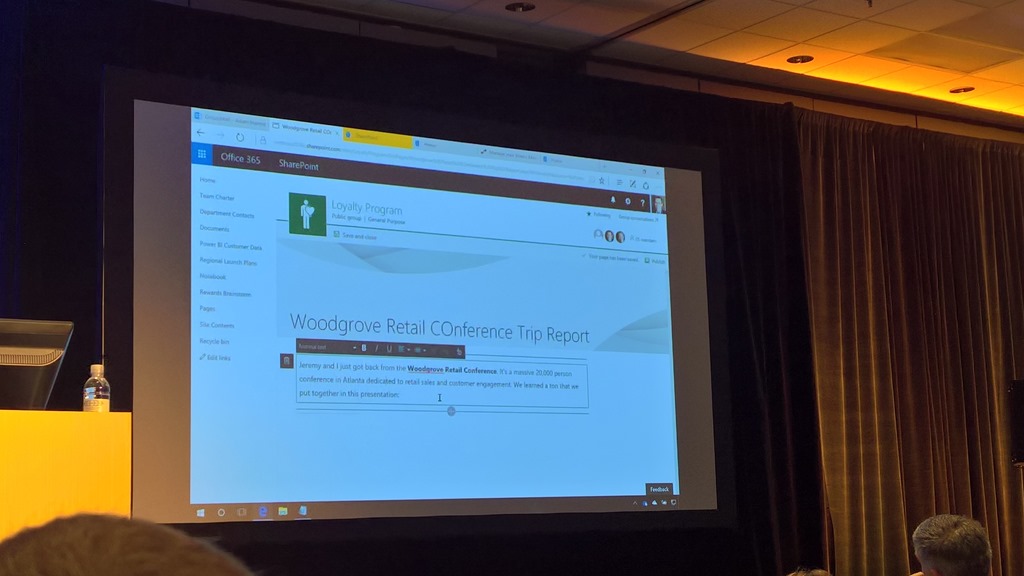 Woodgrove Retail CO
Office 365
SharePoint
Home
Team Charter
Department Contacts
Documents
Power BI Customer Data
Regional Launch Plans
Notebook
Rewards Brainstorm
Pages
Site Contents
Recycle Bin
Edit links
Loyalty Program
Public group | General Purpose
Following
Save and close
Your page has been saved
Publish
Woodgrove Retail COnference Trip Report
B I U
Jeremy and I just got back from the Woodgrove Retail Conference. It's a massive 20,000 person
conference in Atlanta dedicated to retail sales and customer engagement. We learned a ton that we
put together in this presentation:
Feedback